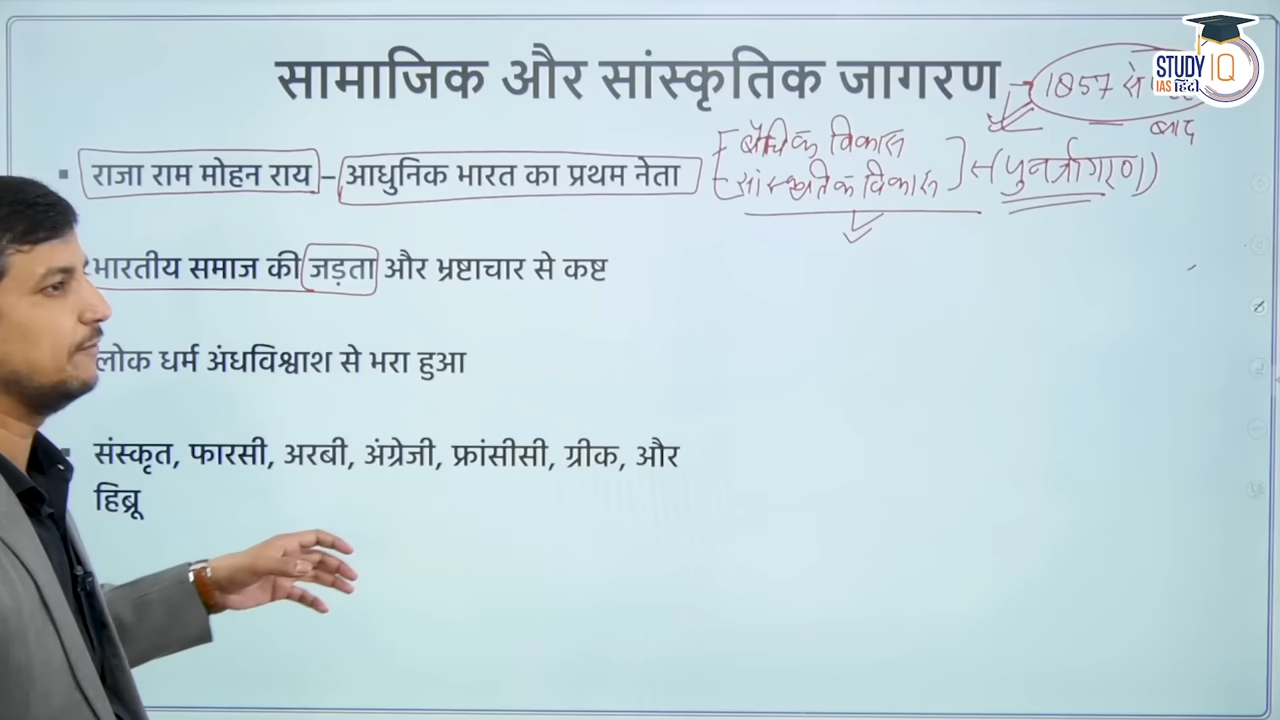 सामाजिक और सांस्कृतिक जागरण
1857 से
बाद
STUDY IQ
IAS हिंदी
राजा राम मोहन राय – आधुनिक भारत का प्रथम नेता
बौधिक विकास
सांस्कृतिक विकास
पुनर्जागरण
भारतीय समाज की जड़ता और भ्रष्टाचार से कष्ट
लोक धर्म अंधविश्वाश से भरा हुआ
संस्कृत, फारसी, अरबी, अंग्रेजी, फ्रांसीसी, ग्रीक, और
हिब्रू